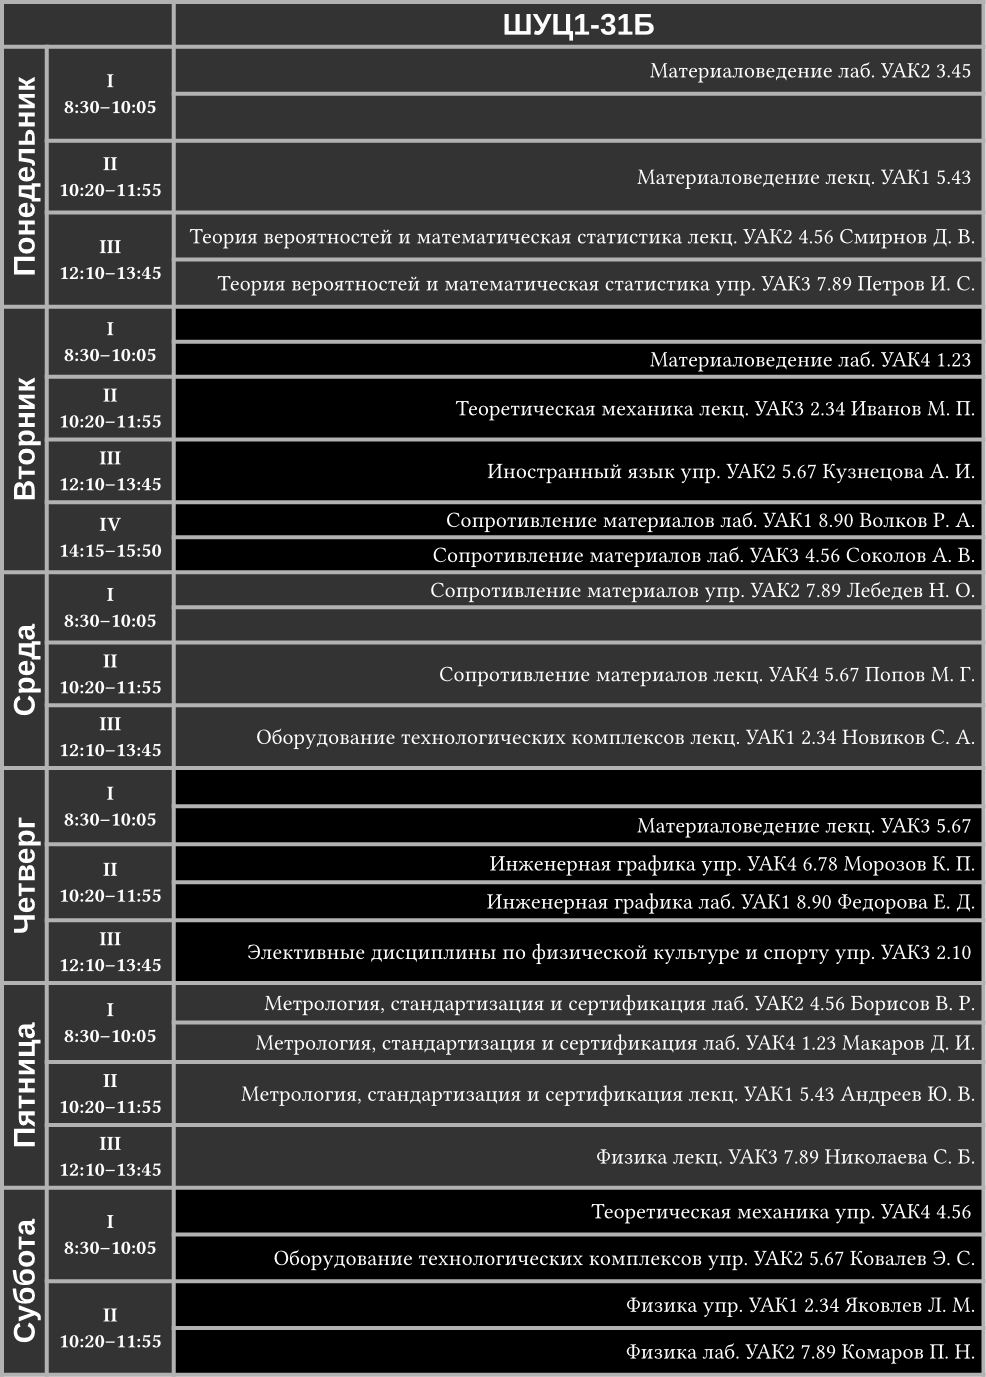 ШУЦ1-31Б
Понедельник
I
8:30–10:05
Материаловедение лаб. УАК2 3.45
II
10:20–11:55
Материаловедение лекц. УАК1 5.43
III
12:10–13:45
Теория вероятностей и математическая статистика лекц. УАК2 4.56 Смирнов Д. В.
Теория вероятностей и математическая статистика упр. УАК3 7.89 Петров И. С.
Вторник
I
8:30–10:05
Материаловедение лаб. УАК4 1.23
II
10:20–11:55
Теоретическая механика лекц. УАК3 2.34 Иванов М. П.
III
12:10–13:45
Иностранный язык упр. УАК2 5.67 Кузнецова А. И.
IV
14:15–15:50
Сопротивление материалов лаб. УАК1 8.90 Волков Р. А.
Сопротивление материалов лаб. УАК3 4.56 Соколов А. В.
Среда
I
8:30–10:05
Сопротивление материалов упр. УАК2 7.89 Лебедев Н. О.
II
10:20–11:55
Сопротивление материалов лекц. УАК4 5.67 Попов М. Г.
III
12:10–13:45
Оборудование технологических комплексов лекц. УАК1 2.34 Новиков С. А.
Четверг
I
8:30–10:05
Материаловедение лекц. УАК3 5.67
II
10:20–11:55
Инженерная графика упр. УАК4 6.78 Морозов К. П.
Инженерная графика лаб. УАК1 8.90 Федорова Е. Д.
III
12:10–13:45
Элективные дисциплины по физической культуре и спорту упр. УАК3 2.10
Пятница
I
8:30–10:05
Метрология, стандартизация и сертификация лаб. УАК2 4.56 Борисов В. Р.
Метрология, стандартизация и сертификация лаб. УАК4 1.23 Макаров Д. И.
II
10:20–11:55
Метрология, стандартизация и сертификация лекц. УАК1 5.43 Андреев Ю. В.
III
12:10–13:45
Физика лекц. УАК3 7.89 Николаева С. Б.
Суббота
I
8:30–10:05
Теоретическая механика упр. УАК4 4.56
Оборудование технологических комплексов упр. УАК2 5.67 Ковалев Э. С.
II
10:20–11:55
Физика упр. УАК1 2.34 Яковлев Л. М.
Физика лаб. УАК2 7.89 Комаров П. Н.